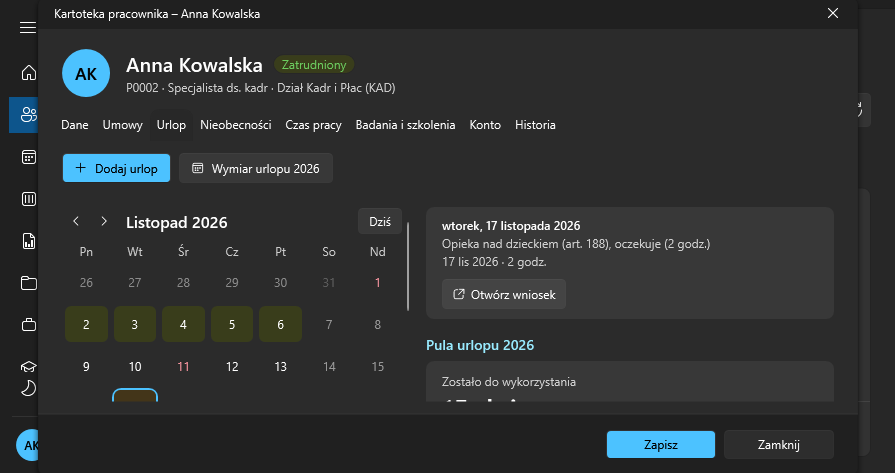 Kartoteka pracownika – Anna Kowalska
AK
Anna Kowalska Zatrudniony
P0002 · Specjalista ds. kadr · Dział Kadr i Płac (KAD)
Dane Umowy Urlop Nieobecności Czas pracy Badania i szkolenia Konto Historia
+ Dodaj urlop Wymiar urlopu 2026
Listopad 2026 Dziś
Pn Wt Śr Cz Pt So Nd
26 27 28 29 30 31 1
2 3 4 5 6 7 8
9 10 11 12 13 14 15
wtorek, 17 listopada 2026
Opieka nad dzieckiem (art. 188), oczekuje (2 godz.)
17 lis 2026 · 2 godz.
Otwórz wniosek
Pula urlopu 2026
Zostało do wykorzystania
AK
Zapisz Zamknij